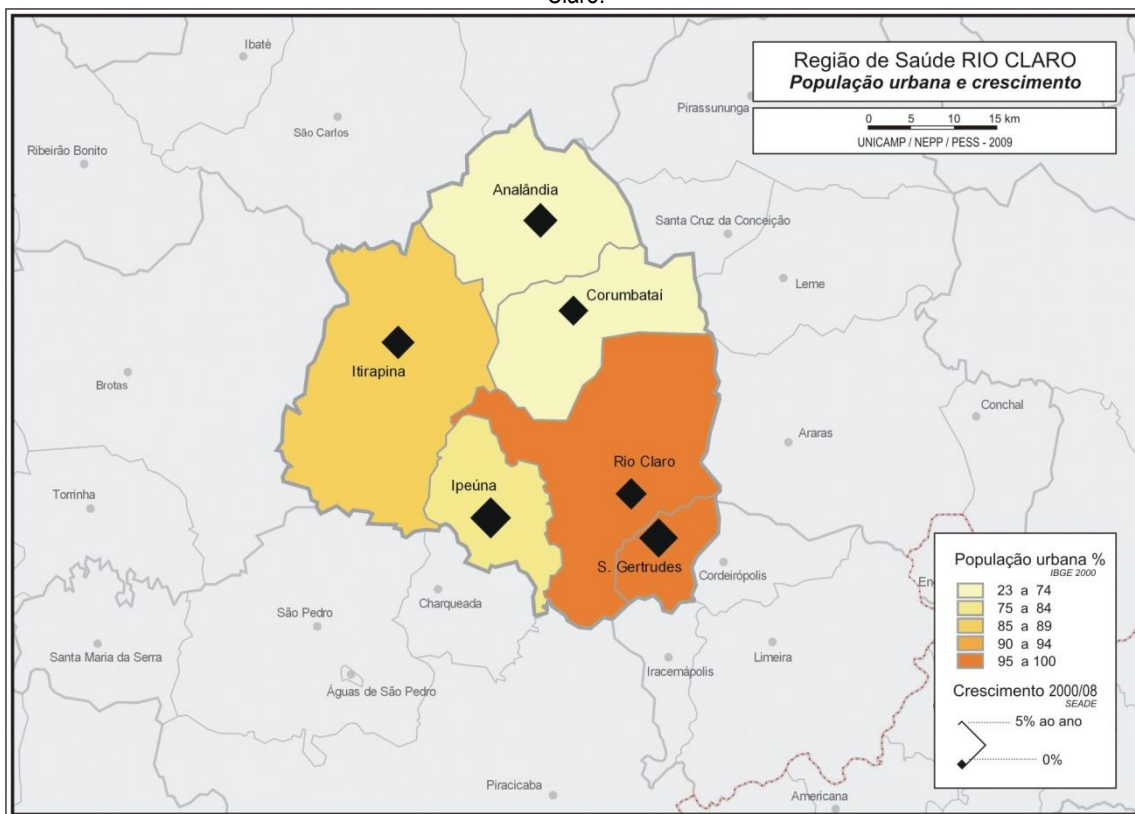 Claro.
Região de Saúde RIO CLARO
População urbana e crescimento
0 5 10 15 km
UNICAMP / NEPP / PESS - 2009
Ibaté
Pirassununga
São Carlos
Ribeirão Bonito
Analândia
Santa Cruz da Conceição
Leme
Corumbataí
Itirapina
Brotas
Conchal
Araras
Rio Claro
Ipeúna
Torrinha
S. Gertrudes
Cordeirópolis
Charqueada
São Pedro
Santa Maria da Serra
Iracemápolis
Limeira
Águas de São Pedro
Piracicaba
Americana
População urbana %
IBGE 2000
23 a 74
75 a 84
85 a 89
90 a 94
95 a 100
Crescimento 2000/08
SEADE
5% ao ano
0%